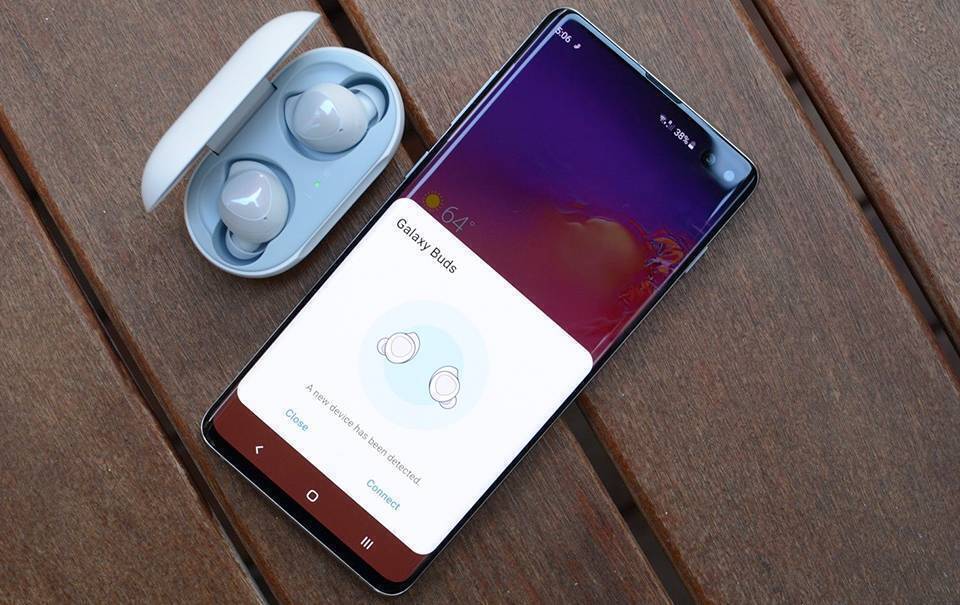 5:06
38%
64°
Galaxy Buds
A new device has been detected.
Close
Connect